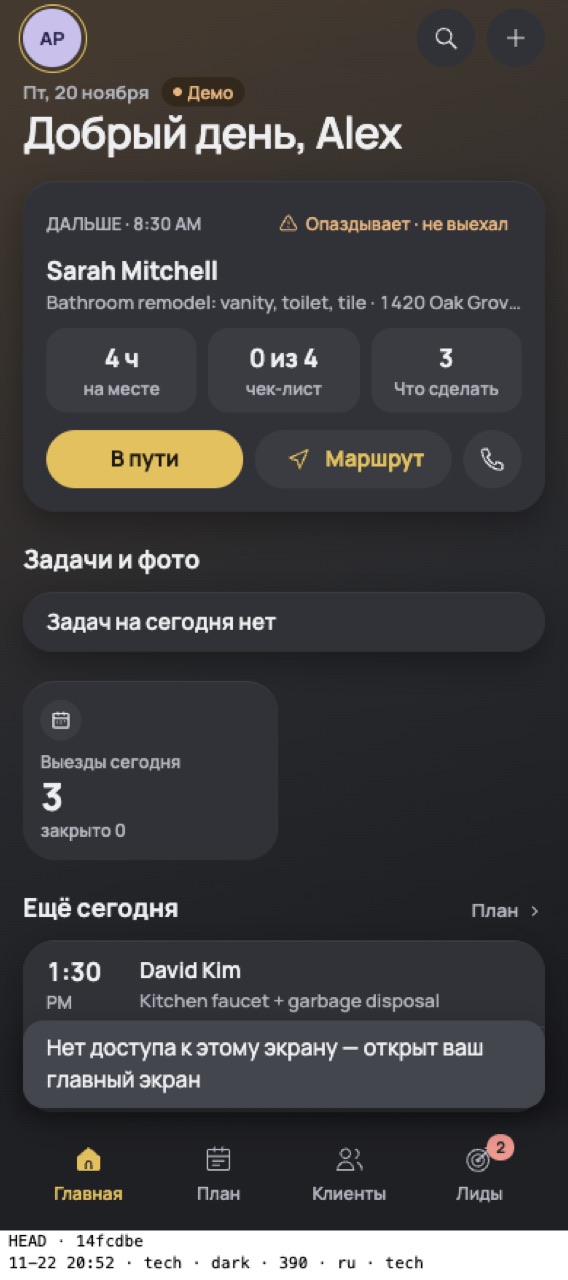 AP
Пт, 20 ноября
Демо
Добрый день, Alex
ДАЛЬШЕ · 8:30 AM
Опаздывает · не выехал
Sarah Mitchell
Bathroom remodel: vanity, toilet, tile · 1420 Oak Grov…
4 ч
на месте
0 из 4
чек-лист
3
Что сделать
В пути
Маршрут
Задачи и фото
Задач на сегодня нет
Выезды сегодня
3
закрыто 0
Ещё сегодня
План
1:30
PM
David Kim
Kitchen faucet + garbage disposal
Нет доступа к этому экрану — открыт ваш
главный экран
2
Главная
План
Клиенты
Лиды
HEAD · 14fcdbe
11–22 20:52 · tech · dark · 390 · ru · tech